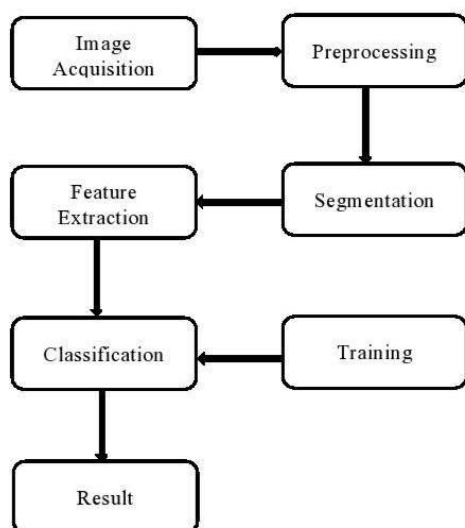 Image
Acquisition
Preprocessing
Feature
Extraction
Segmentation
Classification
Training
Result